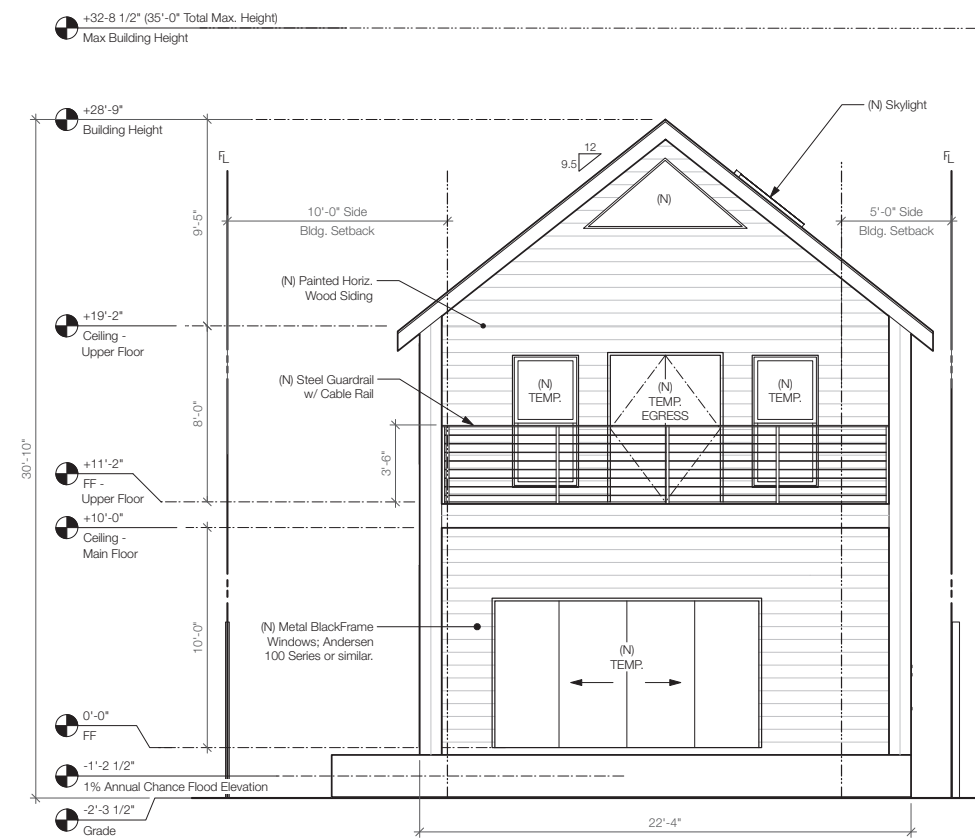 +32-8 1/2" (35'-0" Total Max. Height)
Max Building Height
+28'-9"
Building Height
(N) Skylight
12
9.5
PL
PL
10'-0" Side
Bldg. Setback
5'-0" Side
Bldg. Setback
(N)
9'-5"
(N) Painted Horiz.
Wood Siding
+19'-2"
Ceiling -
Upper Floor
(N) Steel Guardrail
w/ Cable Rail
(N)
TEMP.
(N)
TEMP.
EGRESS
(N)
TEMP.
8'-0"
3'-6"
30'-10"
+11'-2"
FF -
Upper Floor
+10'-0"
Ceiling -
Main Floor
(N) Metal BlackFrame
Windows; Andersen
100 Series or similar.
10'-0"
(N)
TEMP.
0'-0"
FF
-1'-2 1/2"
1% Annual Chance Flood Elevation
-2'-3 1/2"
Grade
22'-4"